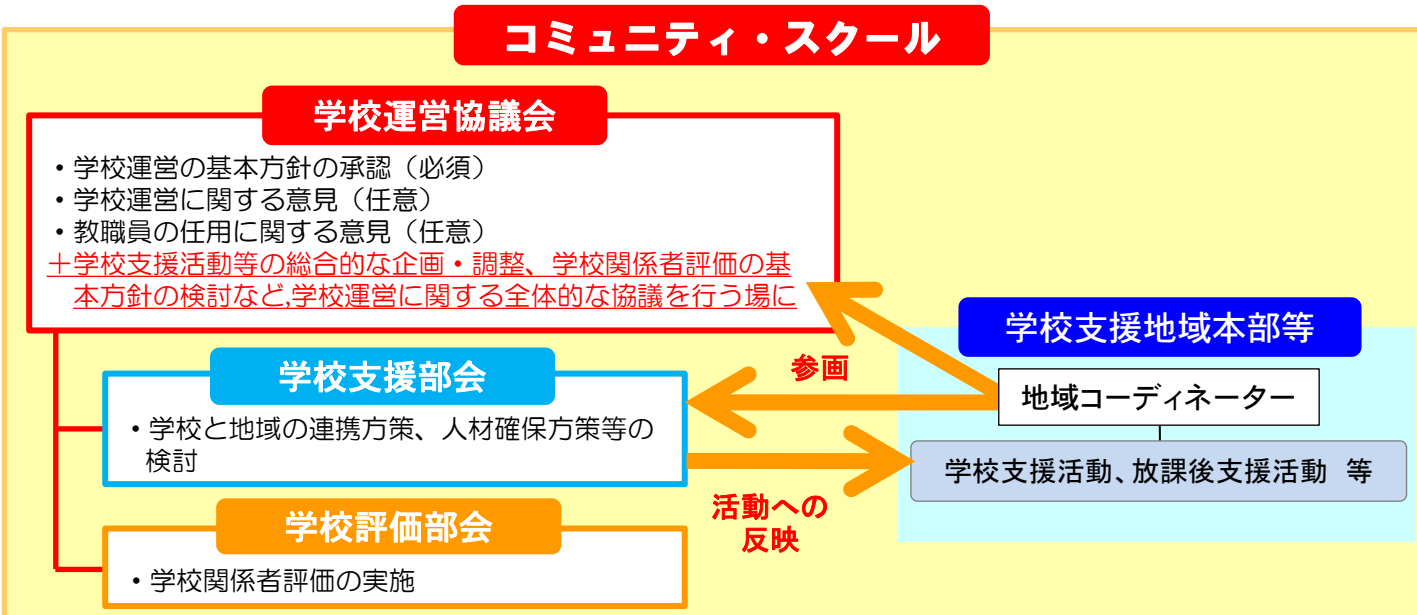 コミュニティ・スクール
学校運営協議会
・学校運営の基本方針の承認（必須）
・学校運営に関する意見（任意）
・教職員の任用に関する意見（任意）
＋学校支援活動等の総合的な企画・調整、学校関係者評価の基
本方針の検討など,学校運営に関する全体的な協議を行う場に
学校支援部会
・学校と地域の連携方策、人材確保方策等の
検討
学校評価部会
・学校関係者評価の実施
参画
活動への
反映
学校支援地域本部等
地域コーディネーター
学校支援活動、放課後支援活動　等